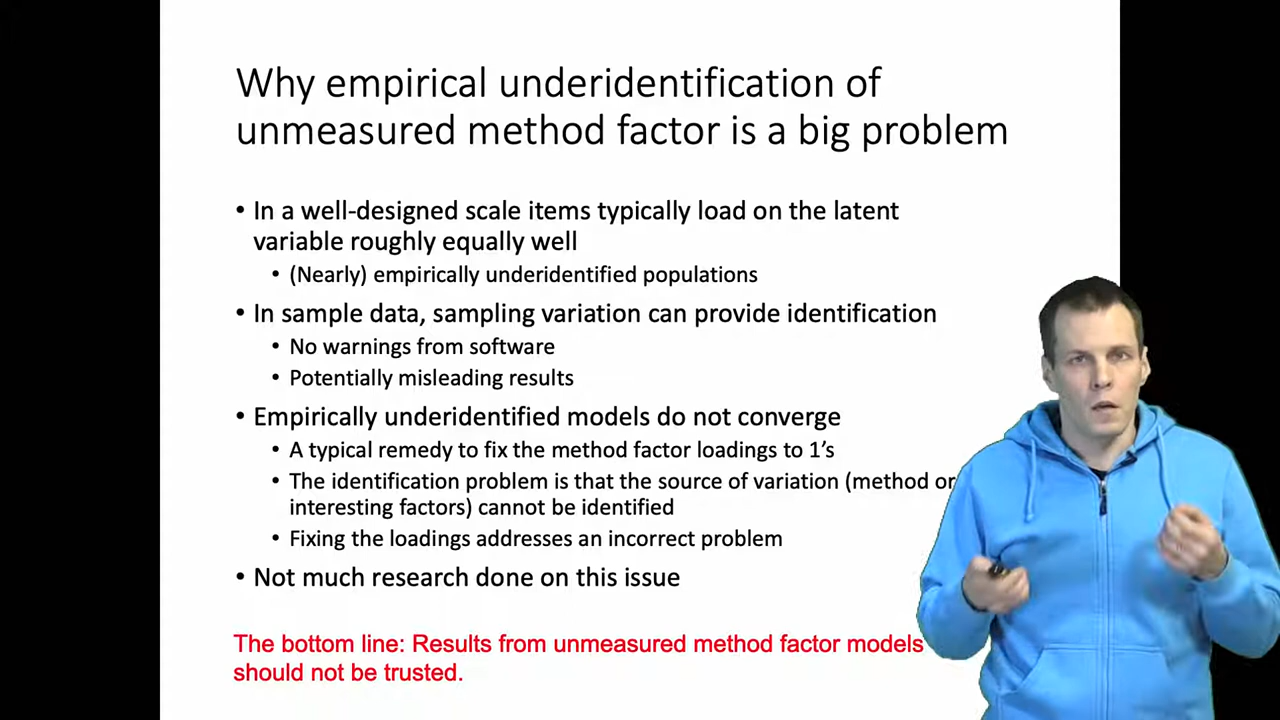 Why empirical underidentification of
unmeasured method factor is a big problem
• In a well-designed scale items typically load on the latent
variable roughly equally well
• (Nearly) empirically underidentified populations
• In sample data, sampling variation can provide identification
• No warnings from software
• Potentially misleading results
• Empirically underidentified models do not converge
• A typical remedy to fix the method factor loadings to 1’s
• The identification problem is that the source of variation (method or
interesting factors) cannot be identified
• Fixing the loadings addresses an incorrect problem
• Not much research done on this issue
The bottom line: Results from unmeasured method factor models
should not be trusted.